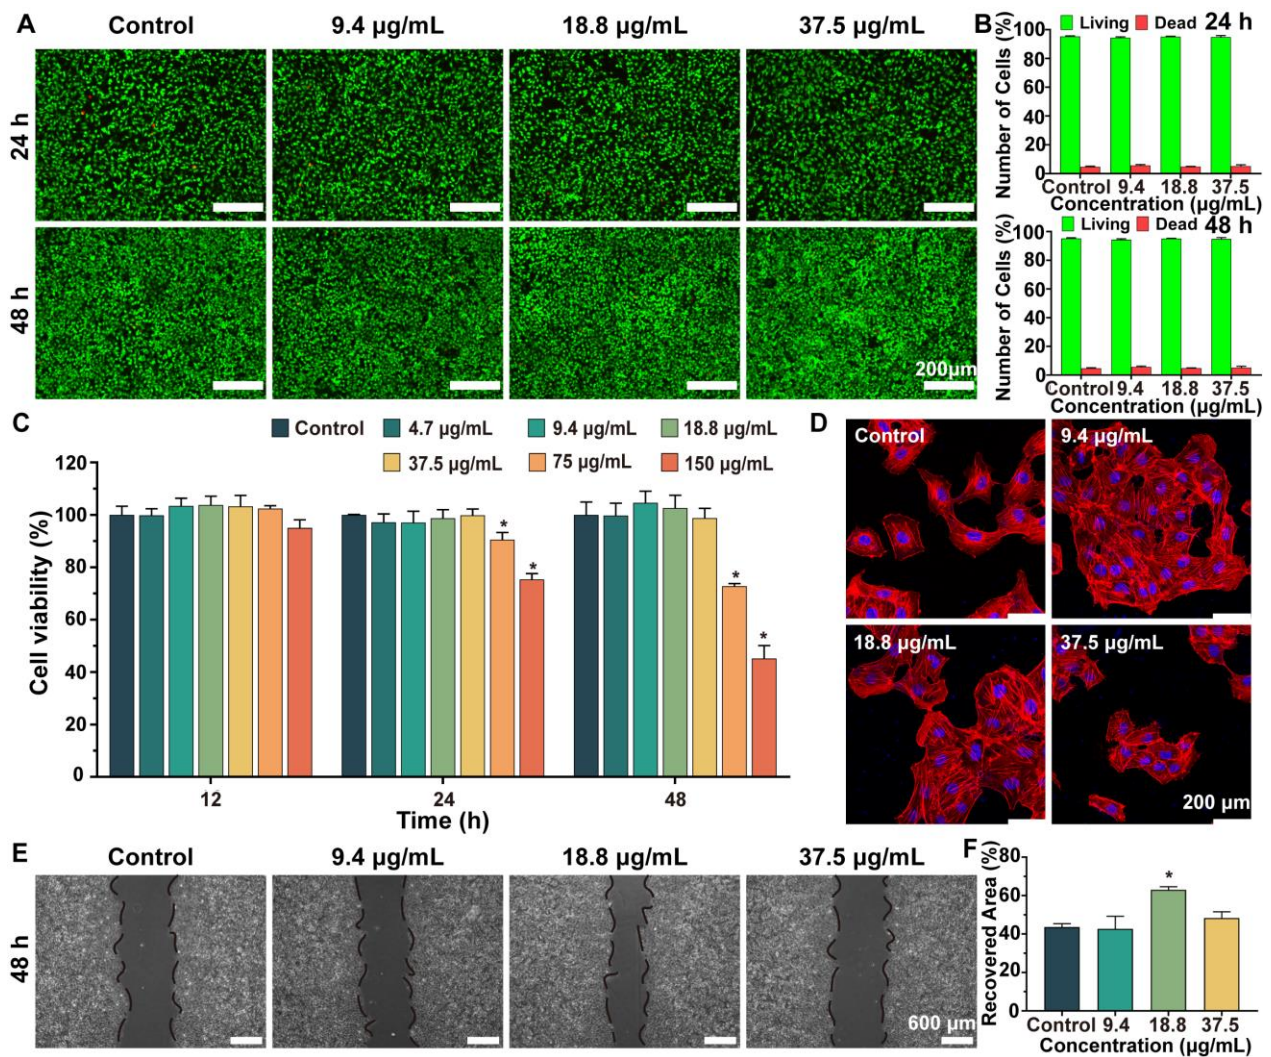 A
Control
9.4 μg/mL
18.8 μg/mL
37.5 μg/mL
24 h
48 h
200μm
B
Living Dead 24 h
Number of Cells (%)
100
80
60
40
20
0
Control 9.4 18.8 37.5
Concentration (μg/mL)
Living Dead 48 h
Number of Cells (%)
100
80
60
40
20
0
Control 9.4 18.8 37.5
Concentration (μg/mL)
C
Control 4.7 μg/mL 9.4 μg/mL 18.8 μg/mL
37.5 μg/mL 75 μg/mL 150 μg/mL
Cell viability (%)
120
100
80
60
40
20
0
* *
* *
12 24 48
Time (h)
D
Control
9.4 μg/mL
18.8 μg/mL
37.5 μg/mL
200 μm
E
Control
9.4 μg/mL
18.8 μg/mL
37.5 μg/mL
48 h
600 μm
F
Recovered Area (%)
80
60
40
20
0
*
Control 9.4 18.8 37.5
Concentration (μg/mL)